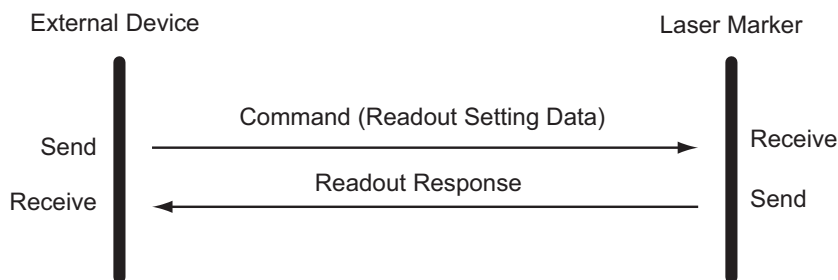 External Device
Laser Marker
Command (Readout Setting Data)
Send
Receive
Readout Response
Receive
Send